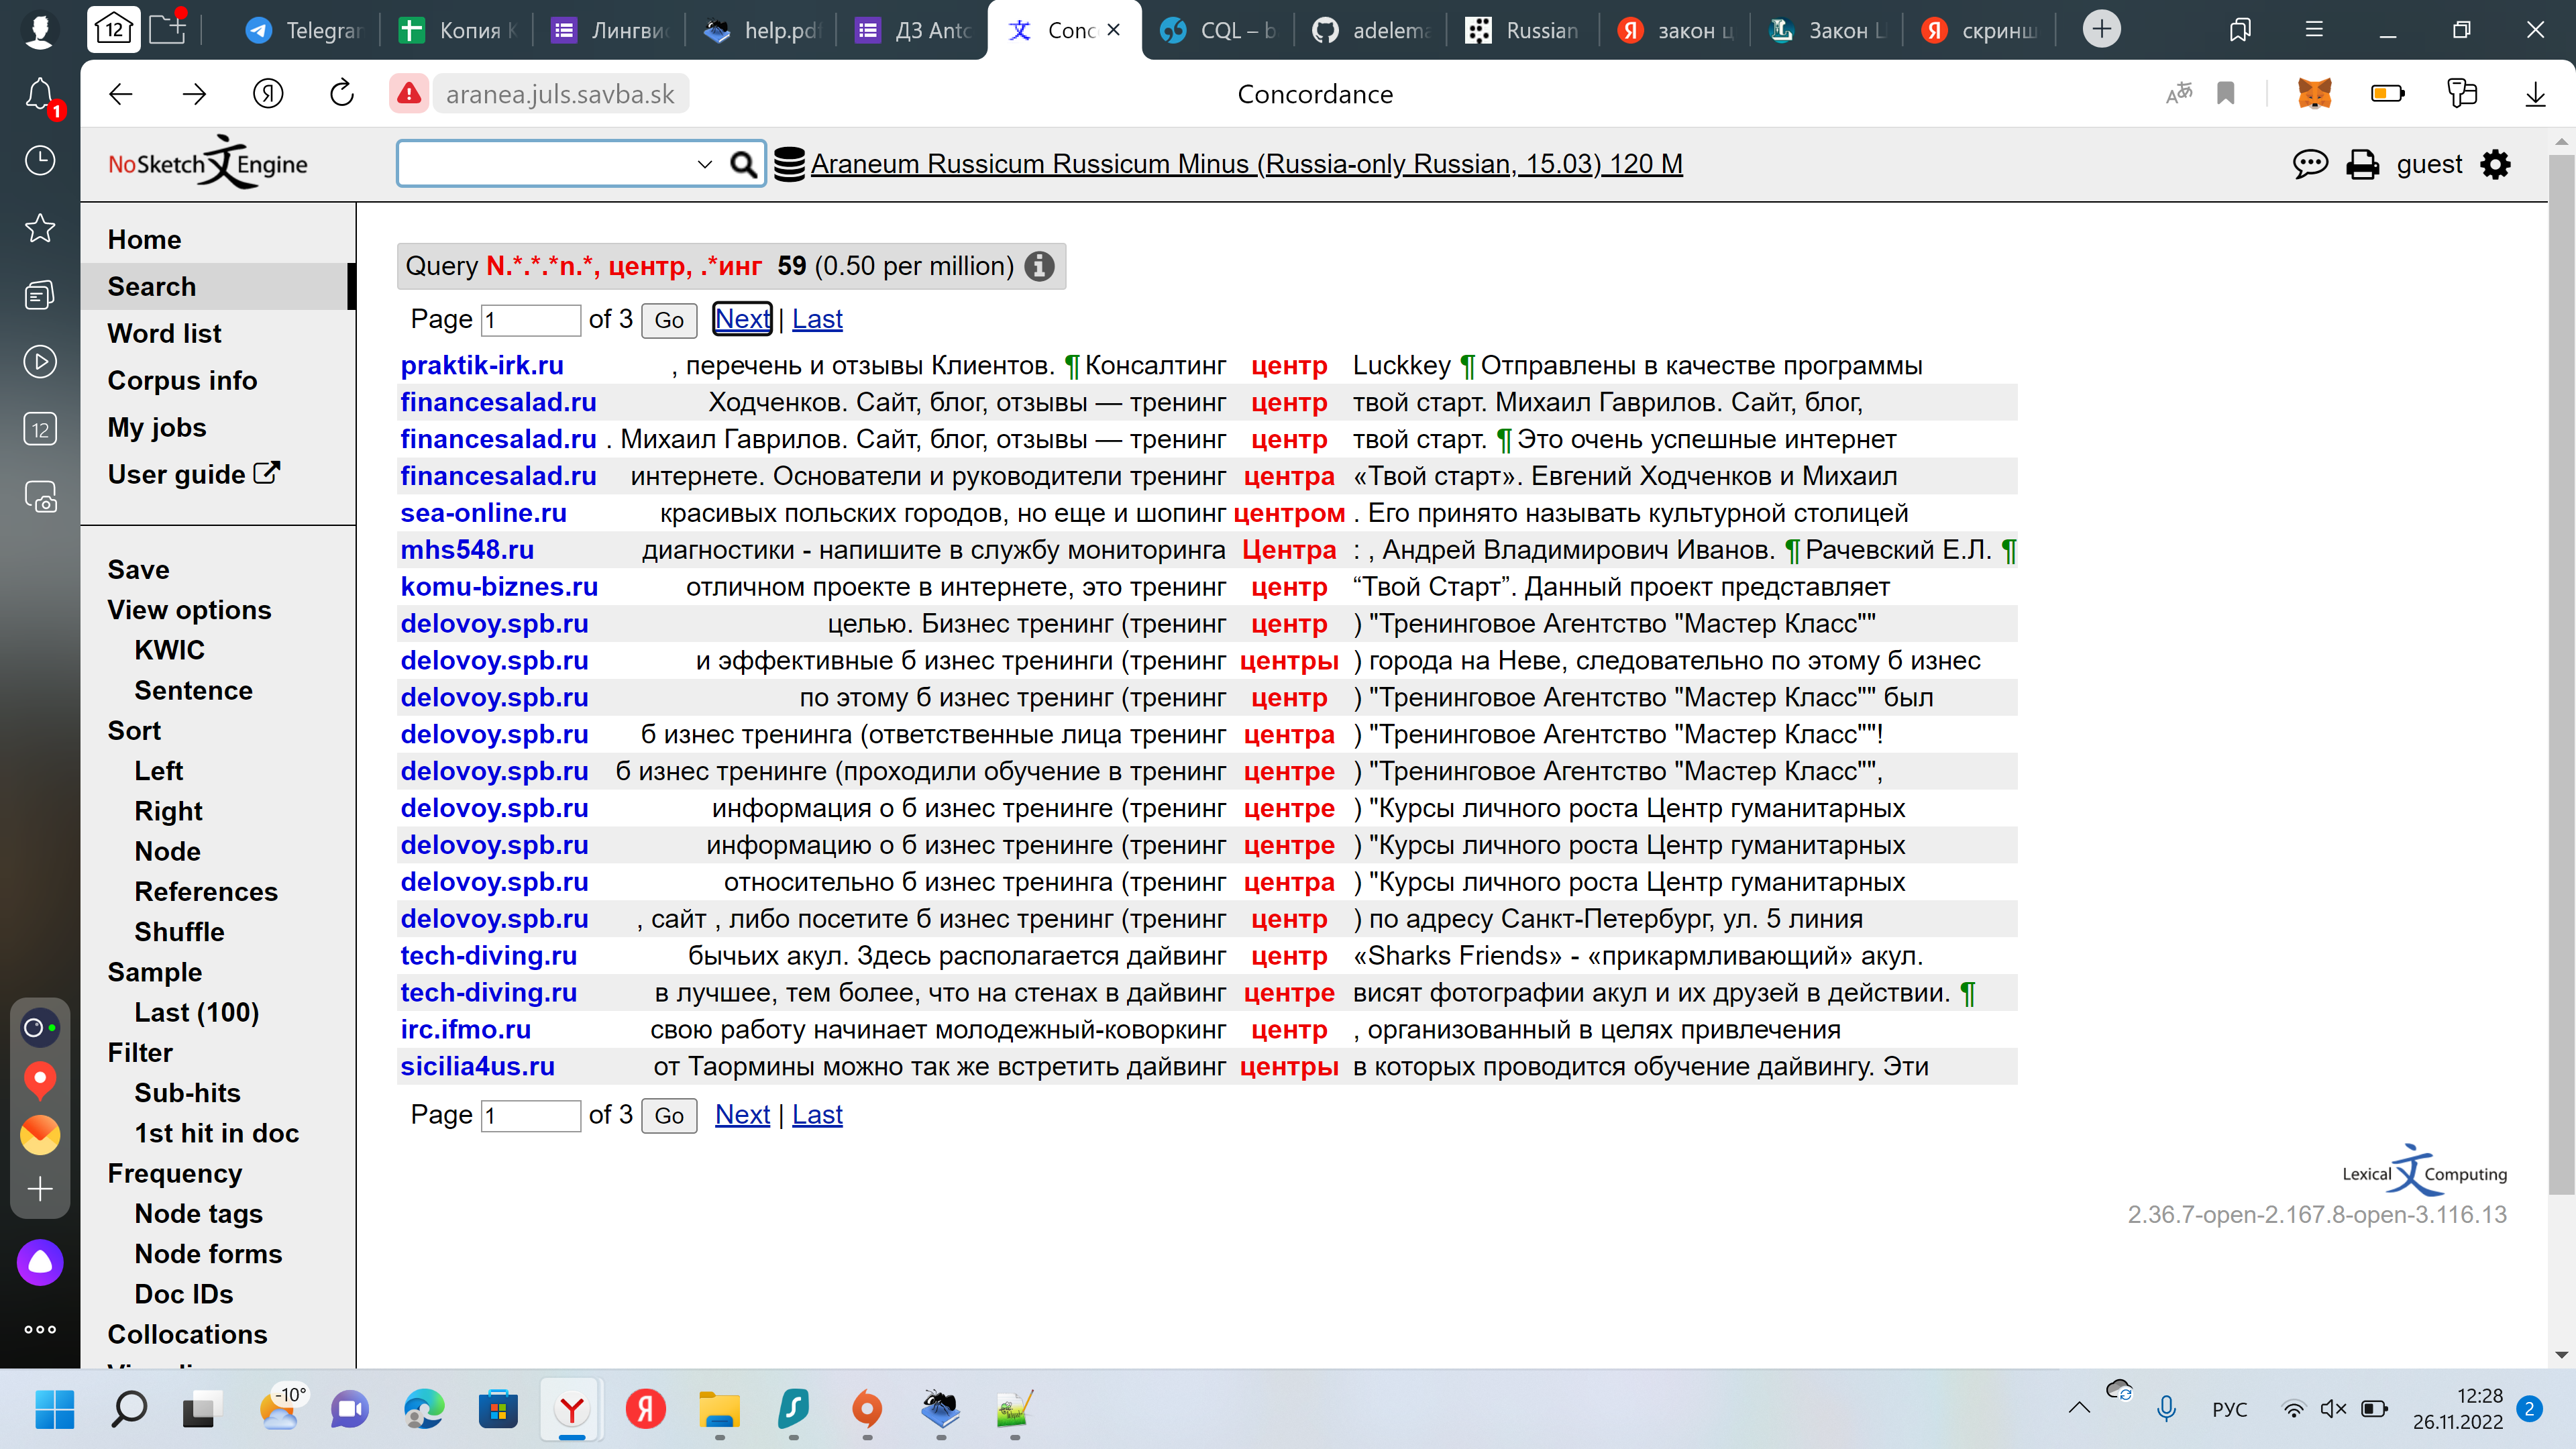 12
Telegra
Копия К
Лингвис
help.pdf
ДЗ Antc
Conc
CQL – b
adelema
Russian
закон ц
Закон Ц
скринш
aranea.juls.savba.sk
Concordance
1
NoSketch Engine
Araneum Russicum Russicum Minus (Russia-only Russian, 15.03) 120 M
guest
Home
Search
Word list
Corpus info
My jobs
User guide
12
Save
View options
KWIC
Sentence
Sort
Left
Right
Node
References
Shuffle
Sample
Last (100)
Filter
Sub-hits
1st hit in doc
Frequency
Node tags
Node forms
Doc IDs
Collocations
Query N.*.*.*n.*, центр, .*инг 59 (0.50 per million)
Page 1 of 3 Go Next | Last
praktik-irk.ru , перечень и отзывы Клиентов. ¶ Консалтинг центр Luckkey ¶ Отправлены в качестве программы
financesalad.ru Ходченков. Сайт, блог, отзывы — тренинг центр твой старт. Михаил Гаврилов. Сайт, блог,
financesalad.ru . Михаил Гаврилов. Сайт, блог, отзывы — тренинг центр твой старт. ¶ Это очень успешные интернет
financesalad.ru интернете. Основатели и руководители тренинг центра «Твой старт». Евгений Ходченков и Михаил
sea-online.ru красивых польских городов, но еще и шопинг центром . Его принято называть культурной столицей
mhs548.ru диагностики - напишите в службу мониторинга Центра : , Андрей Владимирович Иванов. ¶ Рачевский Е.Л. ¶
komu-biznes.ru отличном проекте в интернете, это тренинг центр “Твой Старт”. Данный проект представляет
delovoy.spb.ru целью. Бизнес тренинг (тренинг центр ) "Тренинговое Агентство "Мастер Класс""
delovoy.spb.ru и эффективные б изнес тренинги (тренинг центры ) города на Неве, следовательно по этому б изнес
delovoy.spb.ru по этому б изнес тренинг (тренинг центр ) "Тренинговое Агентство "Мастер Класс"" был
delovoy.spb.ru б изнес тренинга (ответственные лица тренинг центра ) "Тренинговое Агентство "Мастер Класс""!
delovoy.spb.ru б изнес тренинге (проходили обучение в тренинг центре ) "Тренинговое Агентство "Мастер Класс"",
delovoy.spb.ru информация о б изнес тренинге (тренинг центре ) "Курсы личного роста Центр гуманитарных
delovoy.spb.ru информацию о б изнес тренинге (тренинг центре ) "Курсы личного роста Центр гуманитарных
delovoy.spb.ru относительно б изнес тренинга (тренинг центра ) "Курсы личного роста Центр гуманитарных
delovoy.spb.ru , сайт , либо посетите б изнес тренинг (тренинг центр ) по адресу Санкт-Петербург, ул. 5 линия
tech-diving.ru бычьих акул. Здесь располагается дайвинг центр «Sharks Friends» - «прикармливающий» акул.
tech-diving.ru в лучшее, тем более, что на стенах в дайвинг центре висят фотографии акул и их друзей в действии. ¶
irc.ifmo.ru свою работу начинает молодежный-коворкинг центр , организованный в целях привлечения
sicilia4us.ru от Таормины можно так же встретить дайвинг центры в которых проводится обучение дайвингу. Эти
Page 1 of 3 Go Next | Last
Lexical Computing
2.36.7-open-2.167.8-open-3.116.13
-10°
РУС
12:28
26.11.2022
2